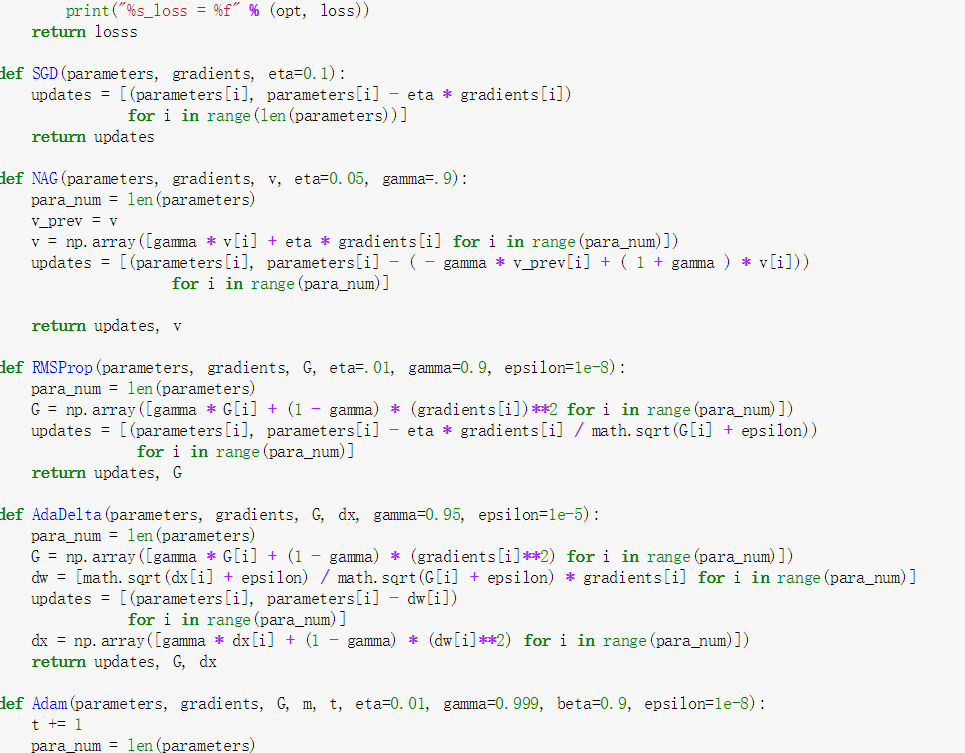 print("%s_loss = %f" % (opt, loss))
return losss
def SGD(parameters, gradients, eta=0.1):
updates = [(parameters[i], parameters[i] - eta * gradients[i])
for i in range(len(parameters))]
return updates
def NAG(parameters, gradients, v, eta=0.05, gamma=.9):
para_num = len(parameters)
v_prev = v
v = np.array([gamma * v[i] + eta * gradients[i] for i in range(para_num)])
updates = [(parameters[i], parameters[i] - ( - gamma * v_prev[i] + ( 1 + gamma ) * v[i]))
for i in range(para_num)]
return updates, v
def RMSProp(parameters, gradients, G, eta=.01, gamma=0.9, epsilon=1e-8):
para_num = len(parameters)
G = np.array([gamma * G[i] + (1 - gamma) * (gradients[i])**2 for i in range(para_num)])
updates = [(parameters[i], parameters[i] - eta * gradients[i] / math.sqrt(G[i] + epsilon))
for i in range(para_num)]
return updates, G
def AdaDelta(parameters, gradients, G, dx, gamma=0.95, epsilon=1e-5):
para_num = len(parameters)
G = np.array([gamma * G[i] + (1 - gamma) * (gradients[i]**2) for i in range(para_num)])
dw = [math.sqrt(dx[i] + epsilon) / math.sqrt(G[i] + epsilon) * gradients[i] for i in range(para_num)]
updates = [(parameters[i], parameters[i] - dw[i])
for i in range(para_num)]
dx = np.array([gamma * dx[i] + (1 - gamma) * (dw[i]**2) for i in range(para_num)])
return updates, G, dx
def Adam(parameters, gradients, G, m, t, eta=0.01, gamma=0.999, beta=0.9, epsilon=1e-8):
t += 1
para_num = len(parameters)